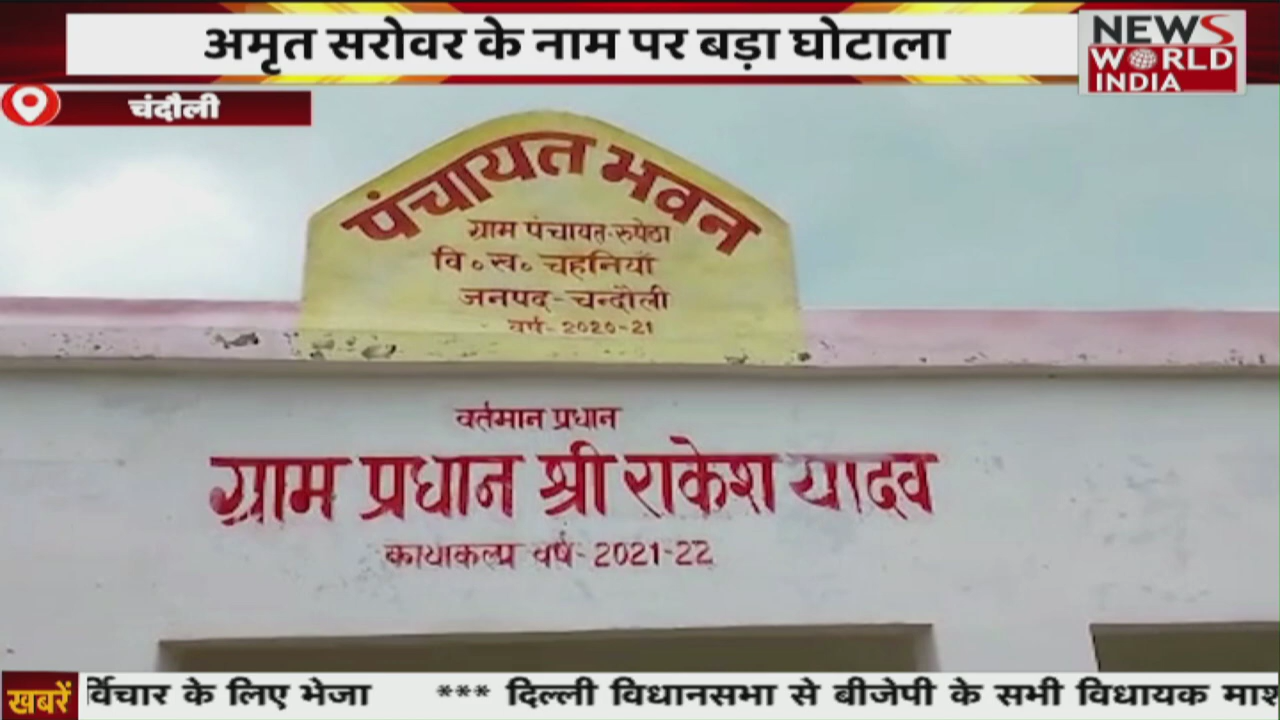 अमृत सरोवर के नाम पर बड़ा घोटाला
NEWS
WORLD
INDIA
चंदौली
पंचायत भवन
ग्राम पंचायत-रुपेठा
वि॰ख॰ चहनियाँ
जनपद-चन्दौली
वर्ष-2020-21
वर्तमान प्रधान
ग्राम प्रधान श्री राकेश यादव
कायाकल्प वर्ष-2021-22
खबरें
र्विचार के लिए भेजा *** दिल्ली विधानसभा से बीजेपी के सभी विधायक मार्श